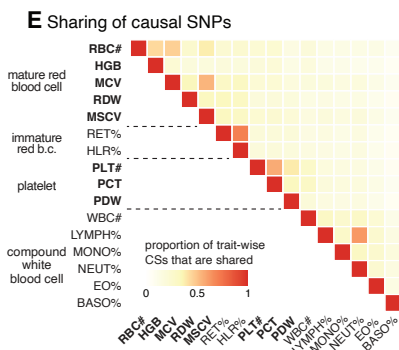 E Sharing of causal SNPs
mature red
blood cell
immature
red b.c.
platelet
compound
white
blood cell
RBC#
HGB
MCV
RDW
MSCV
RET%
HLR%
PLT#
PCT
PDW
WBC#
LYMPH%
MONO%
NEUT%
EO%
BASO%
proportion of trait-wise
CSs that are shared
0 0.5 1
RBC# HGB MCV RDW MSCV RET% HLR% PLT# PCT PDW WBC# LYMPH% MONO% NEUT% EO% BASO%